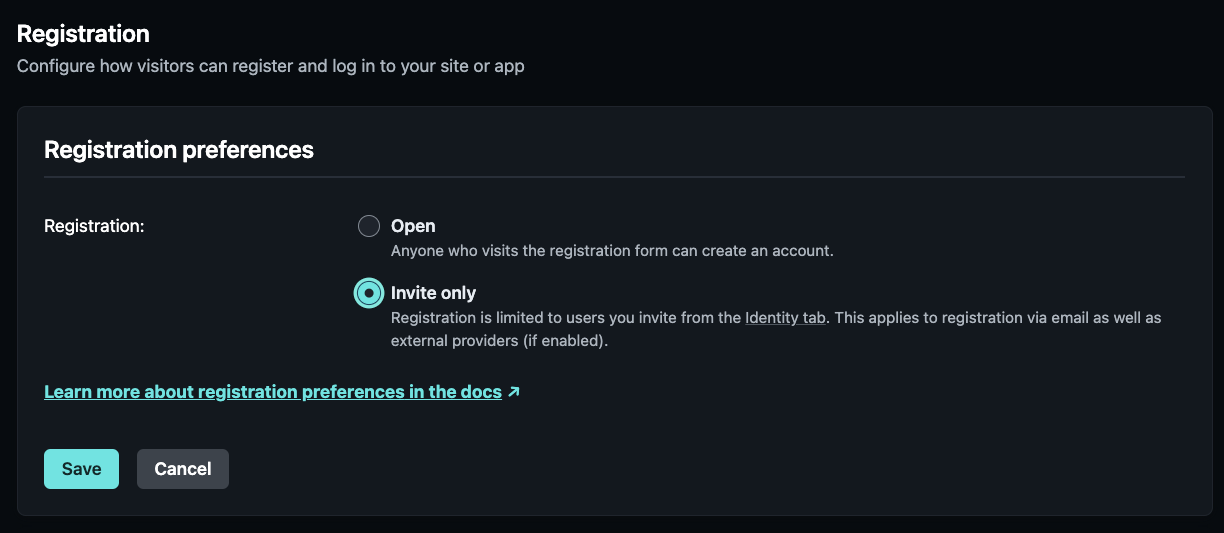 Registration
Configure how visitors can register and log in to your site or app
Registration preferences
Registration:
Open
Anyone who visits the registration form can create an account.
Invite only
Registration is limited to users you invite from the Identity tab. This applies to registration via email as well as
external providers (if enabled).
Learn more about registration preferences in the docs ↗
Save Cancel